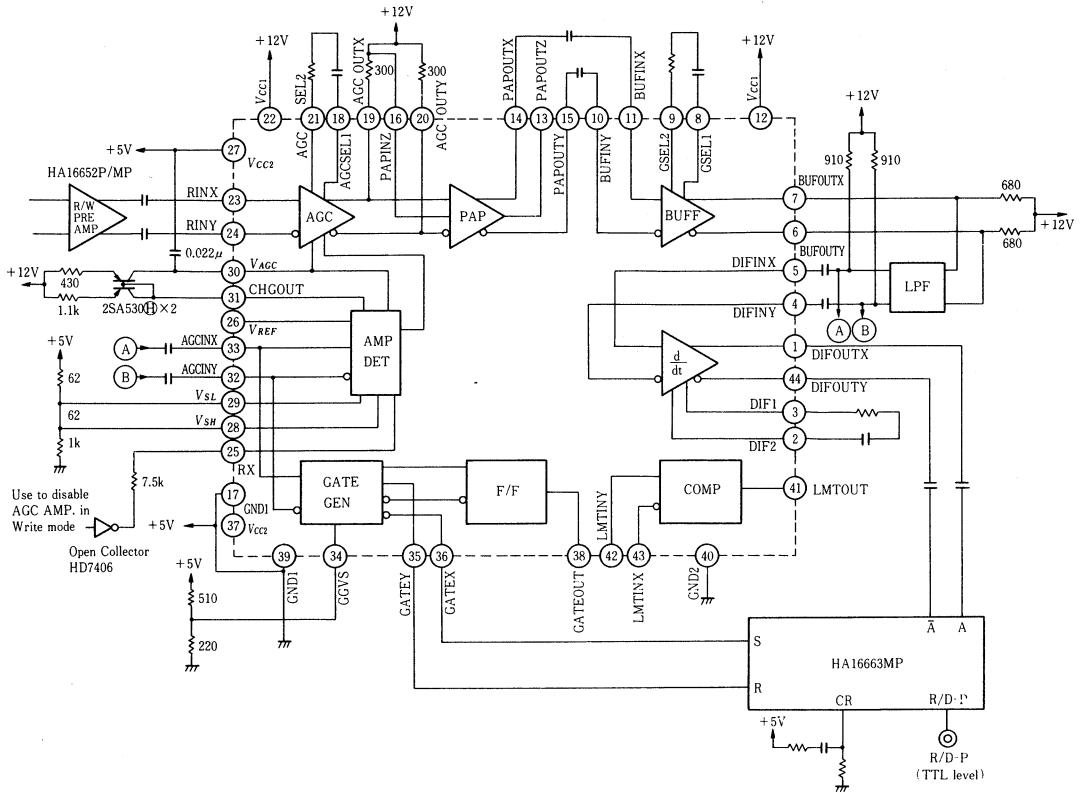 +12V
+12V
+12V
VCC1
SEL2
AGC OUTX
300
300
PAPOUTX
PAPOUTZ
BUFINX
VCC1
22
21
18
19
16
20
14
13
15
10
11
9
8
12
AGC
AGCSEL1
PAPINZ
AGC OUTY
PAPOUTY
BUFINY
GSEL2
GSEL1
+12V
910
910
+5V
27
VCC2
HA16652P/MP
R/W
PRE
AMP
RINX
23
RINY
24
AGC
PAP
BUFF
BUFOUTX
7
6
BUFOUTY
680
680
+12V
0.022μ
+12V
430
1.1k
2SA530Ⓗ×2
30
VAGC
31
CHGOUT
26
VREF
A
AGCINX
33
B
AGCINY
32
AMP
DET
DIFINX
5
4
DIFINY
LPF
A
B
d
dt
1
DIFOUTX
44
DIFOUTY
DIF1
3
DIF2
2
+5V
62
62
1k
VSL
29
VSH
28
25
RX
7.5k
Use to disable
AGC AMP. in
Write mode
Open Collector
HD7406
17
GND1
+5V
37
VCC2
GATE
GEN
F/F
LMTINY
COMP
41
LMTOUT
39
34
35
36
38
42
43
40
GND1
GGVS
GATEY
GATEX
GATEOUT
LMTINX
GND2
+5V
510
220
Ā
A
S
HA16663MP
R
CR
R/D-P
+5V
R/D-P
(TTL level)